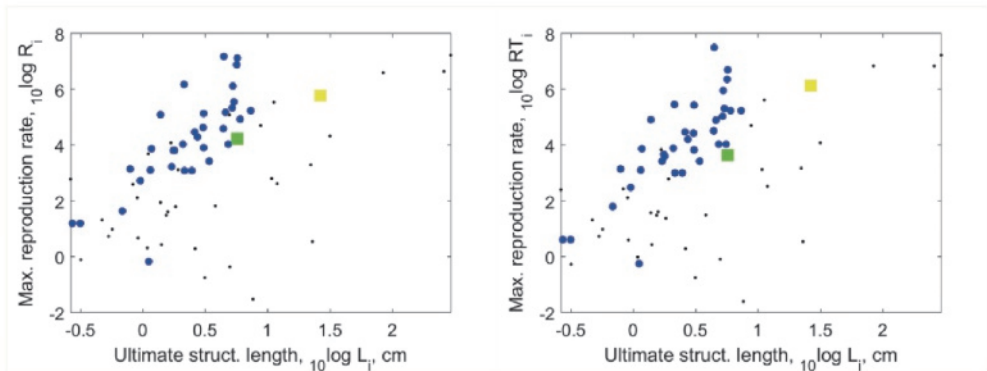 Max. reproduction rate, 10log Ri
8
6
4
2
0
-2
-0.5 0 0.5 1 1.5 2
Ultimate struct. length, 10log Li, cm
Max. reproduction rate, 10log RTi
8
6
4
2
0
-2
-0.5 0 0.5 1 1.5 2
Ultimate struct. length, 10log Li, cm